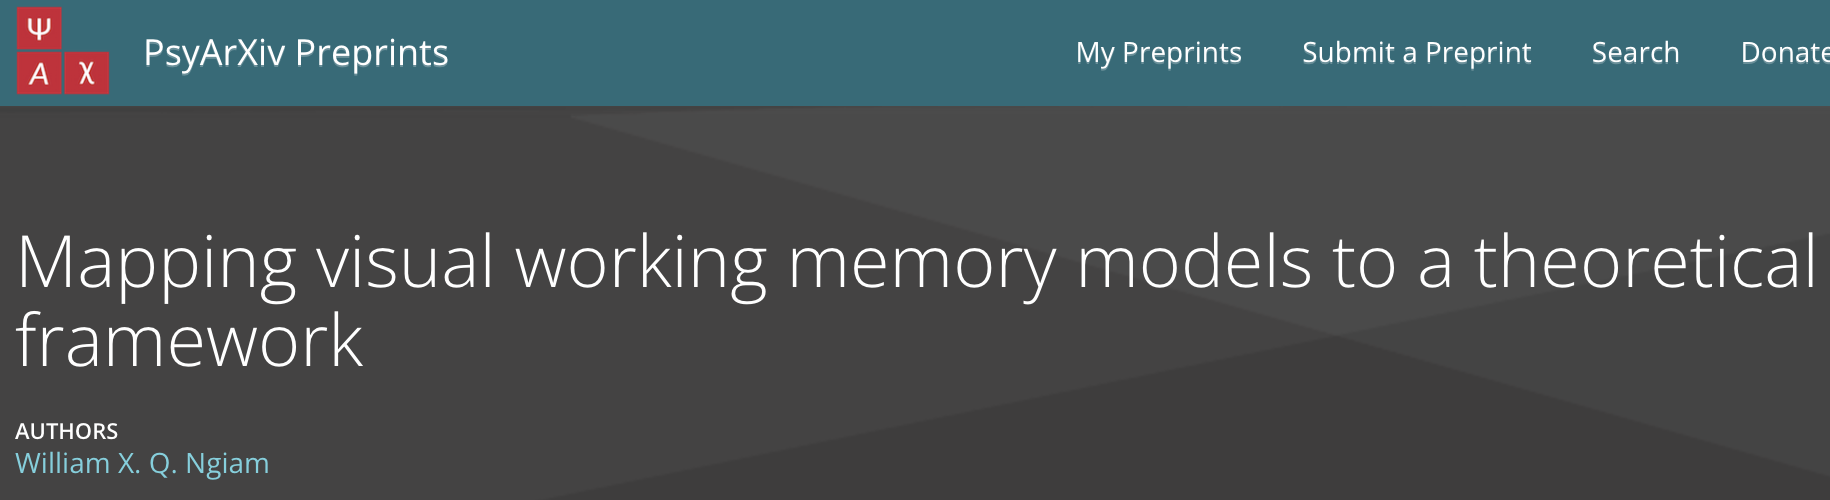 Ψ
A χ
PsyArXiv Preprints
My Preprints Submit a Preprint Search Donate
Mapping visual working memory models to a theoretical
framework
AUTHORS
William X. Q. Ngiam